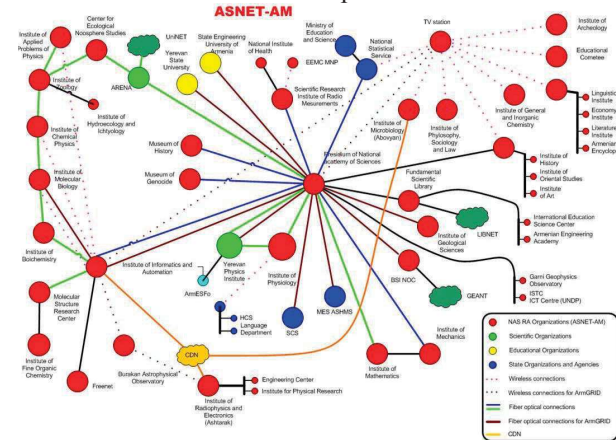 ASNET-AM
Institute of
Applied
Problems of
Physics
Center for
Ecological
Noosphere Studies
UniNET
State Engineering
University of
Armenia
Yerevan
State
University
National Institute
of Health
Ministry of
Education
and Science
National
Statistical
Service
EEMC MNP
TV station
Institute of
Archeology
Educational
Cometee
Institute of
Zoology
ARENA
Scientific Research
Institute of Radio
Mesurements
Institute of
Hydroecology and
Ichtyology
Institute of
Chemical
Physics
Institute of
Microbiology
(Abovyan)
Institute of
Phylosophy,
Sociology
and Law
Institute of General
and Inorganic
Chemistry
Linguistic
Institute
Economy
Institute
Literature
Institute
Armenian
Encyclop
Museum of
History
Presidium of National
Academy of Sciences
Institute of
Molecular
Biology
Museum of
Genocide
Fundamental
Scientific
Library
Institute of
History
Institute of
Oriental Studies
Institute
of Art
Institute of
Boichemistry
LIBNET
International Education
Science Center
Armenian Engineering
Academy
Institute of
Geological
Sciences
Institute of Informatics and
Automation
Yerevan
Physics
Institute
Institute of
Physiology
ArmESFo
BSI NOC
GEANT
Garni Geophysics
Observatory
ISTC
ICT Centre (UNDP)
Molecular
Structure
Research
Center
HCS
Language
Department
SCS
MES ASHMS
Institute of
Mechanics
Institute of
Fine Organic
Chemistry
Freenet
Burakan Astrophysical
Observatory
CDN
Institute of
Mathematics
Institute of
Radiophysics and
Electronics
(Ashtarak)
Engineering Center
Institute for Physical Research
NAS RA Organizations (ASNET-AM)
Scientific Organizations
Educational Organizations
State Organizations and Agencies
Wireless connections
Wireless connections for ArmGRID
Fiber optical connections
Fiber optical connections for ArmGRID
CDN